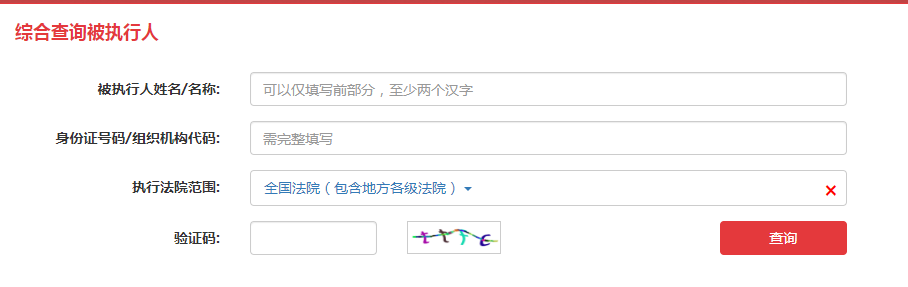 综合查询被执行人
被执行人姓名/名称: 可以仅填写前部分，至少两个汉字
身份证号码/组织机构代码: 需完整填写
执行法院范围: 全国法院（包含地方各级法院）
验证码: 查询